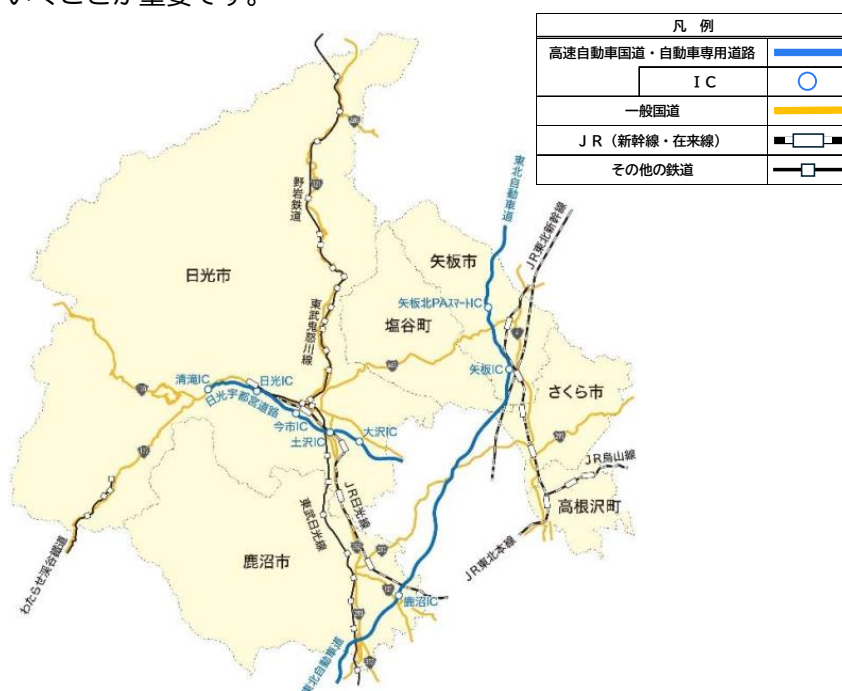 いくことが重要です。
凡 例
高速自動車国道・自動車専用道路
ＩＣ
一般国道
ＪＲ（新幹線・在来線）
その他の鉄道
東北自動車道
JR東北新幹線
野岩鉄道
矢板市
日光市
矢板北PAｽﾏｰﾄIC
塩谷町
東武鬼怒川線
矢板IC
清滝IC
日光IC
さくら市
日光宇都宮道路
今市IC
大沢IC
土沢IC
JR烏山線
JR日光線
高根沢町
東武日光線
JR東北本線
わたらせ渓谷鐵道
鹿沼市
鹿沼IC
東北自動車道